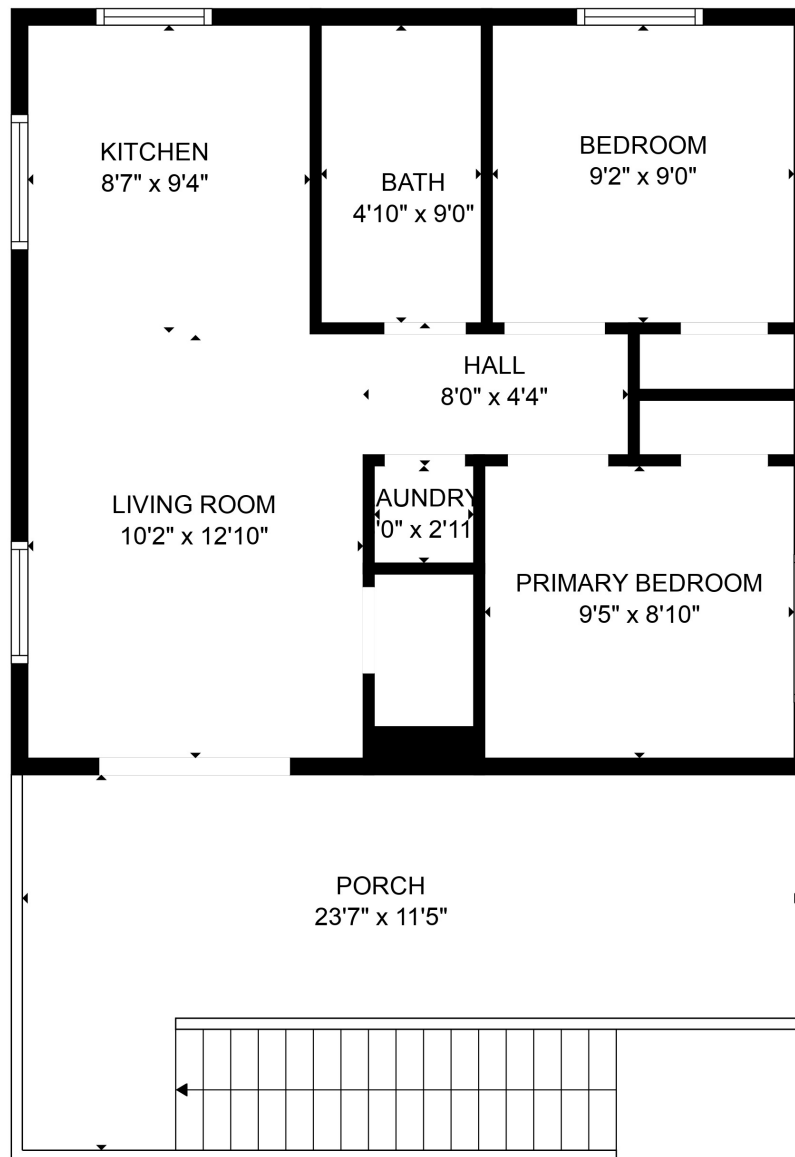 KITCHEN
8'7" x 9'4"
BATH
4'10" x 9'0"
BEDROOM
9'2" x 9'0"
HALL
8'0" x 4'4"
LIVING ROOM
10'2" x 12'10"
AUNDRY
'0" x 2'11
PRIMARY BEDROOM
9'5" x 8'10"
PORCH
23'7" x 11'5"